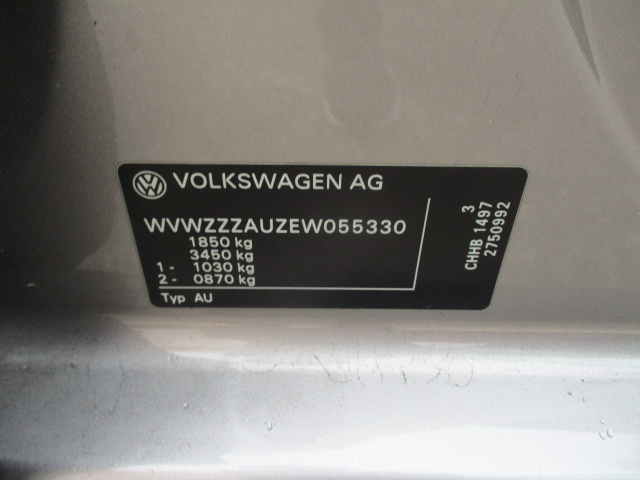 VOLKSWAGEN AG
WVWZZZAUZEW055330
1850 kg
3450 kg
1 - 1030 kg
2 - 0870 kg
Typ AU
3
CHHB 1497
2750992